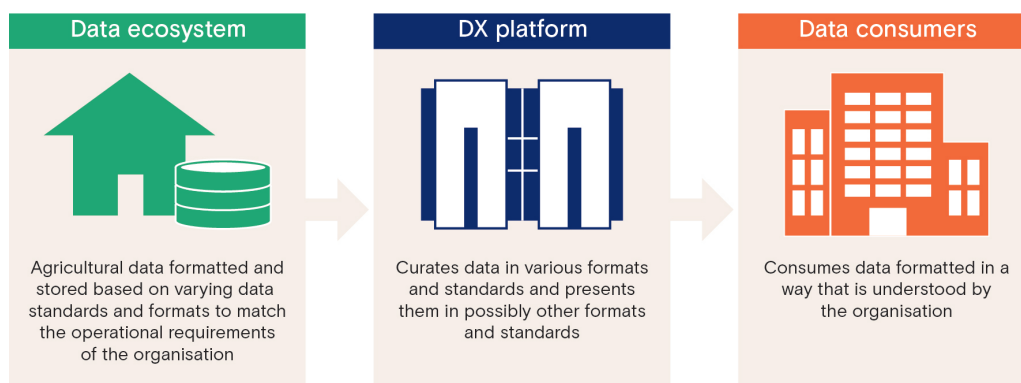 Data ecosystem
Agricultural data formatted and
stored based on varying data
standards and formats to match
the operational requirements
of the organisation
DX platform
Curates data in various formats
and standards and presents
them in possibly other formats
and standards
Data consumers
Consumes data formatted in a
way that is understood by
the organisation